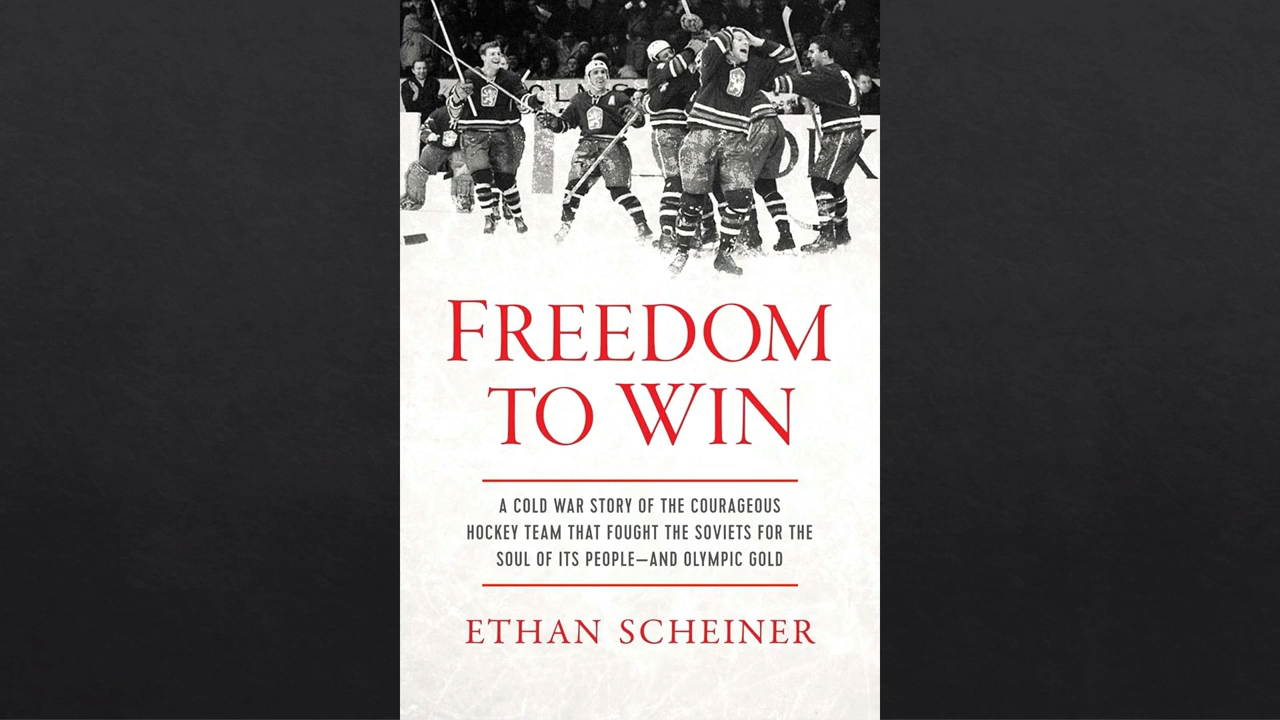 FREEDOM
TO WIN
A COLD WAR STORY OF THE COURAGEOUS
HOCKEY TEAM THAT FOUGHT THE SOVIETS FOR THE
SOUL OF ITS PEOPLE—AND OLYMPIC GOLD
ETHAN SCHEINER